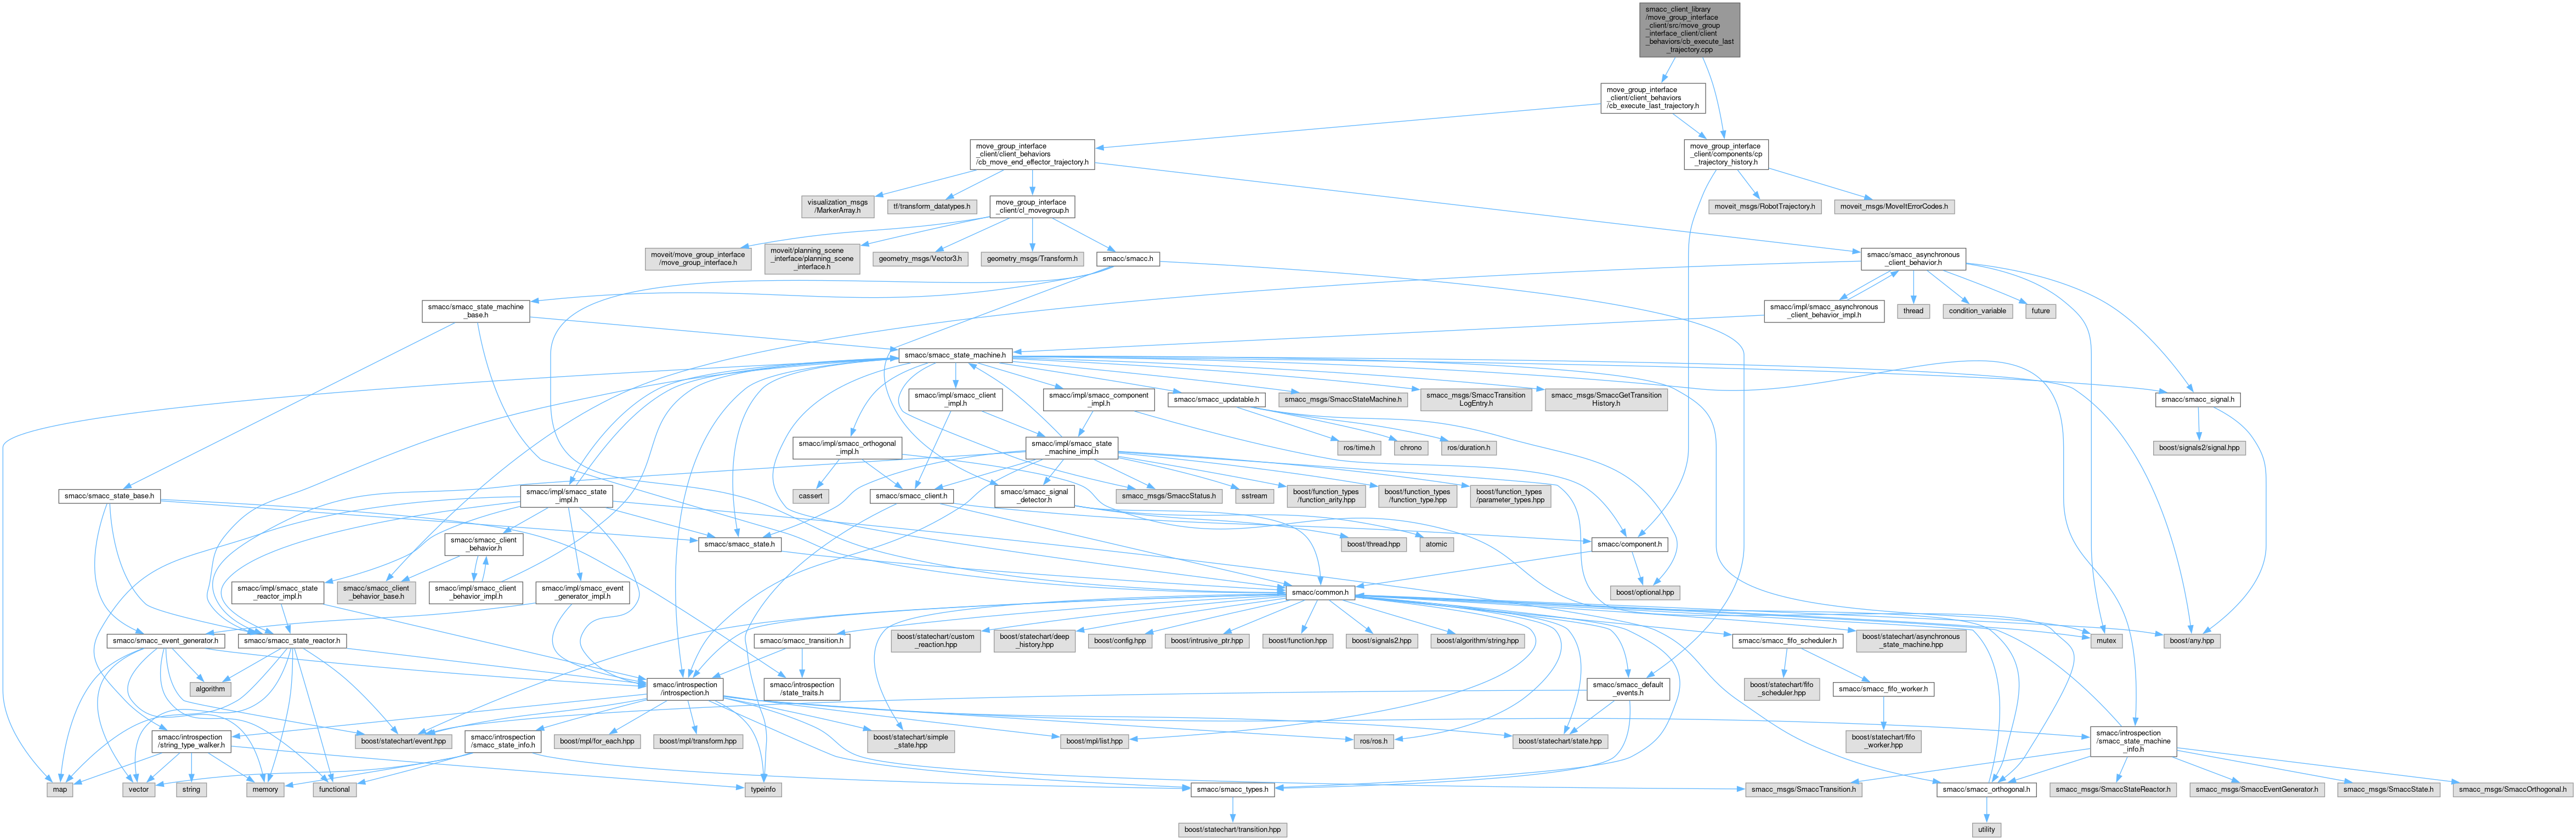 smacc_client_library
/move_group_interface
_client/src/move_group
_interface_client/client
_behaviors/cb_execute_last
_trajectory.cpp
move_group_interface
_client/client_behaviors
/cb_execute_last_trajectory.h
move_group_interface
_client/client_behaviors
/cb_move_end_effector_trajectory.h
move_group_interface
_client/components/cp
_trajectory_history.h
visualization_msgs
/MarkerArray.h
tf/transform_datatypes.h
move_group_interface
_client/cl_movegroup.h
moveit_msgs/RobotTrajectory.h
moveit_msgs/MoveItErrorCodes.h
moveit/move_group_interface
/move_group_interface.h
moveit/planning_scene
_interface/planning_scene
_interface.h
geometry_msgs/Vector3.h
geometry_msgs/Transform.h
smacc/smacc.h
smacc/smacc_asynchronous
_client_behavior.h
smacc/smacc_state_machine
_base.h
smacc/impl/smacc_asynchronous
_client_behavior_impl.h
thread
condition_variable
future
smacc/smacc_state_machine.h
smacc/impl/smacc_client
_impl.h
smacc/impl/smacc_component
_impl.h
smacc/smacc_updatable.h
smacc_msgs/SmaccStateMachine.h
smacc_msgs/SmaccTransition
LogEntry.h
smacc_msgs/SmaccGetTransition
History.h
smacc/smacc_signal.h
smacc/impl/smacc_orthogonal
_impl.h
smacc/impl/smacc_state
_machine_impl.h
ros/time.h
chrono
ros/duration.h
boost/signals2/signal.hpp
smacc/smacc_state_base.h
smacc/impl/smacc_state
_impl.h
cassert
smacc/smacc_client.h
smacc/smacc_signal
_detector.h
smacc_msgs/SmaccStatus.h
sstream
boost/function_types
/function_arity.hpp
boost/function_types
/function_type.hpp
boost/function_types
/parameter_types.hpp
smacc/smacc_client
_behavior.h
smacc/smacc_state.h
boost/thread.hpp
atomic
smacc/component.h
smacc/impl/smacc_state
_reactor_impl.h
smacc/smacc_client
_behavior_base.h
smacc/impl/smacc_client
_behavior_impl.h
smacc/impl/smacc_event
_generator_impl.h
smacc/common.h
boost/optional.hpp
smacc/smacc_event_generator.h
smacc/smacc_state_reactor.h
smacc/smacc_transition.h
boost/statechart/custom
_reaction.hpp
boost/statechart/deep
_history.hpp
boost/config.hpp
boost/intrusive_ptr.hpp
boost/function.hpp
boost/signals2.hpp
boost/algorithm/string.hpp
smacc/smacc_fifo_scheduler.h
boost/statechart/asynchronous
_state_machine.hpp
mutex
boost/any.hpp
algorithm
smacc/introspection
/introspection.h
smacc/introspection
/state_traits.h
smacc/smacc_default
_events.h
boost/statechart/fifo
_scheduler.hpp
smacc/smacc_fifo_worker.h
smacc/introspection
/string_type_walker.h
boost/statechart/event.hpp
smacc/introspection
/smacc_state_info.h
boost/mpl/for_each.hpp
boost/mpl/transform.hpp
boost/statechart/simple
_state.hpp
boost/mpl/list.hpp
ros/ros.h
boost/statechart/state.hpp
boost/statechart/fifo
_worker.hpp
smacc/introspection
/smacc_state_machine
_info.h
map
vector
string
memory
functional
typeinfo
smacc/smacc_types.h
smacc_msgs/SmaccTransition.h
smacc/smacc_orthogonal.h
smacc_msgs/SmaccStateReactor.h
smacc_msgs/SmaccEventGenerator.h
smacc_msgs/SmaccState.h
smacc_msgs/SmaccOrthogonal.h
boost/statechart/transition.hpp
utility